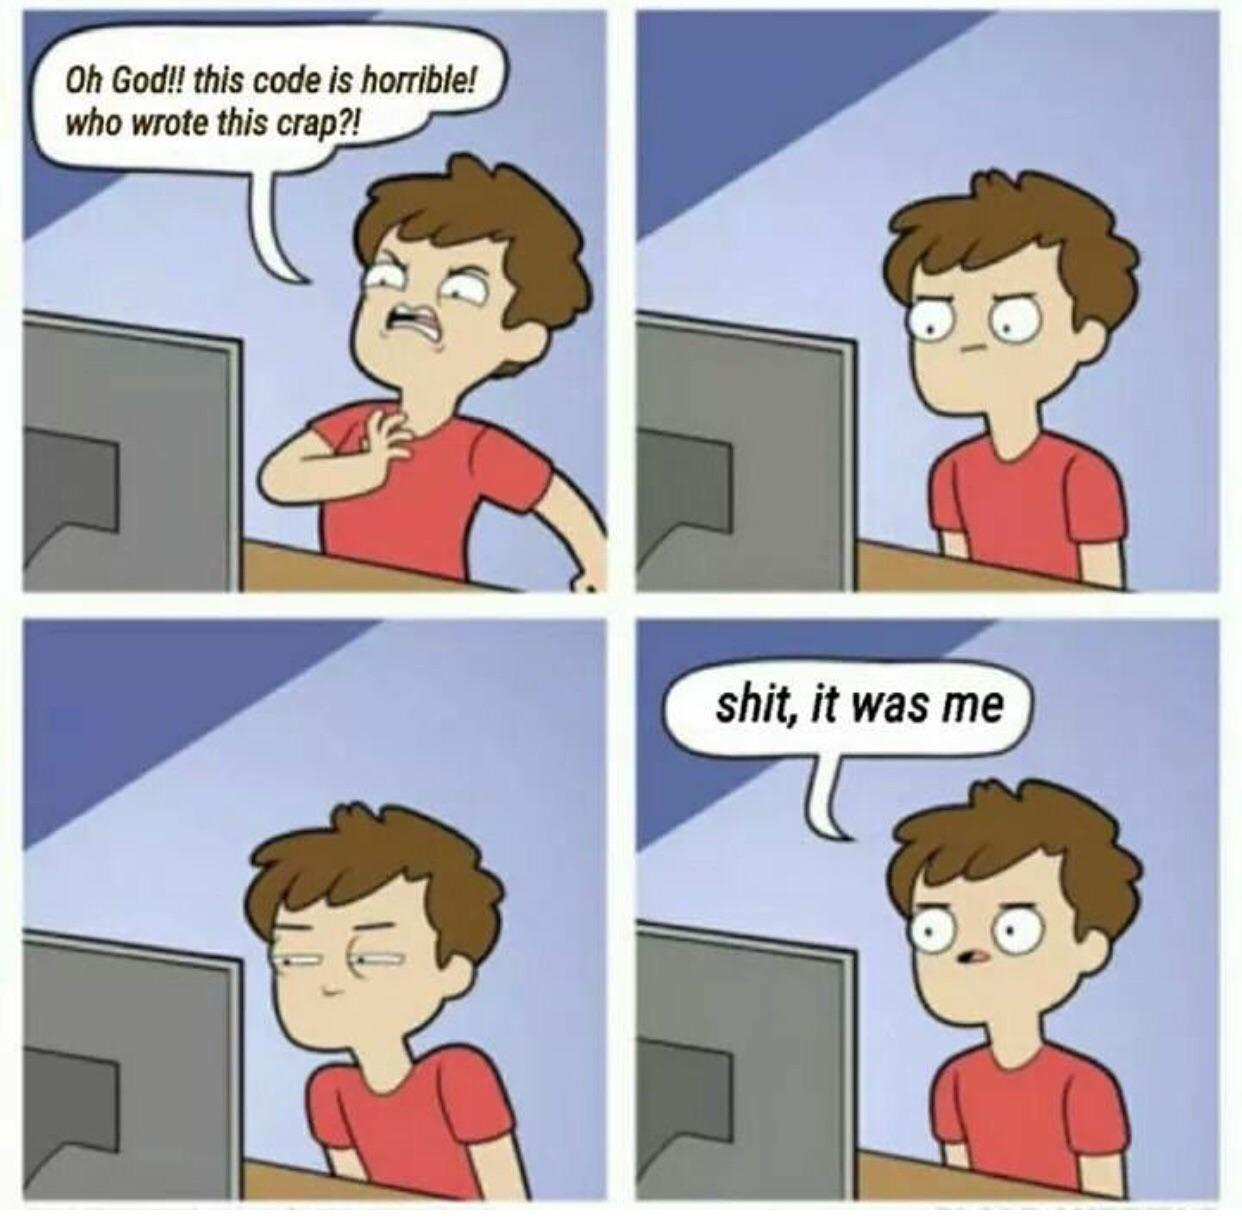 Oh God!! this code is horrible!
who wrote this crap?!
shit, it was me